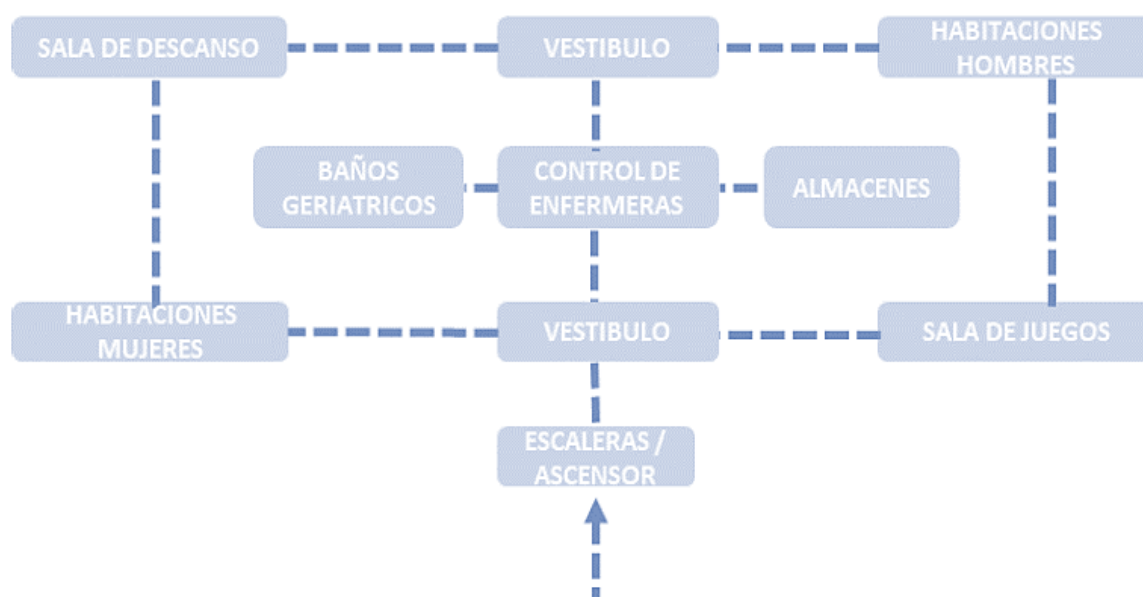 SALA DE DESCANSO
VESTIBULO
HABITACIONES
HOMBRES
BAÑOS
GERIATRICOS
CONTROL DE
ENFERMERAS
ALMACENES
HABITACIONES
MUJERES
VESTIBULO
SALA DE JUEGOS
ESCALERAS /
ASCENSOR